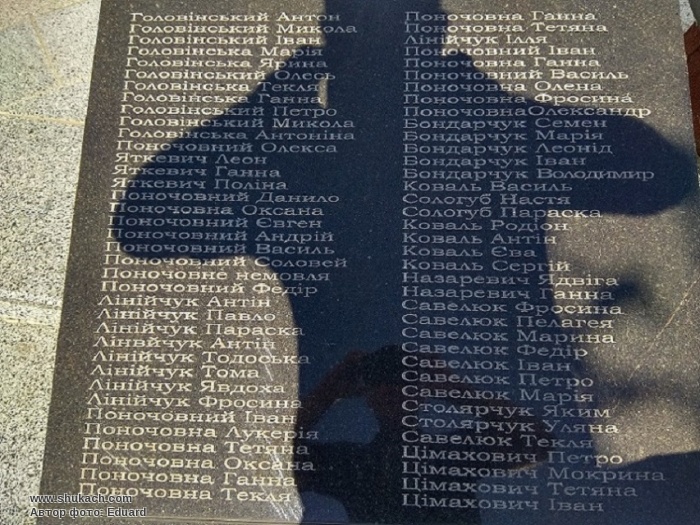 Головінський Антон
Головінський Микола
Головінський Іван
Головінська Марія
Головінська Ярина
Головінський Олесь
Головінська Текля
Головінська Ганна
Головінський Петро
Головінський Микола
Головінська Антоніна
Поночовний Олекса
Яткевич Леон
Яткевич Ганна
Яткевич Поліна
Поночовний Данило
Поночовна Оксана
Поночовний Євген
Поночовний Андрій
Поночовний Василь
Поночовний Соловей
Поночовне немовля
Поночовний Федір
Лінійчук Антін
Лінійчук Павло
Лінійчук Параска
Лінвйчук Антін
Лінійчук Тодоська
Лінійчук Тома
Лінійчук Явдоха
Лінійчук Фросина
Поночовний Іван
Поночовна Лукерія
Поночовна Тетяна
Поночовна Оксана
Поночовна Ганна
Поночовна Текля
Поночовна Ганна
Поночовна Тетяна
Лінійчук Ілля
Поночовний Іван
Поночовна Ганна
Поночовний Василь
Поночовна Олена
Поночовна Фросина
ПоночовнаОлександр
Бондарчук Семен
Бондарчук Марія
Бондарчук Леонід
Бондарчук Іван
Бондарчук Володимир
Коваль Василь
Сологуб Настя
Сологуб Параска
Коваль Родіон
Коваль Антін
Коваль Єва
Коваль Сергій
Назаревич Ядвіга
Назаревич Ганна
Савелюк Фросина
Савелюк Пелагея
Савелюк Марина
Савелюк Федір
Савелюк Іван
Савелюк Петро
Савелюк Марія
Столярчук Яким
Столярчук Уляна
Савелюк Текля
Цімахович Петро
Цімахович Мокрина
Цімахович Тетяна
Цімахович Іван
www.shukach.com
Автор фото: Eduard